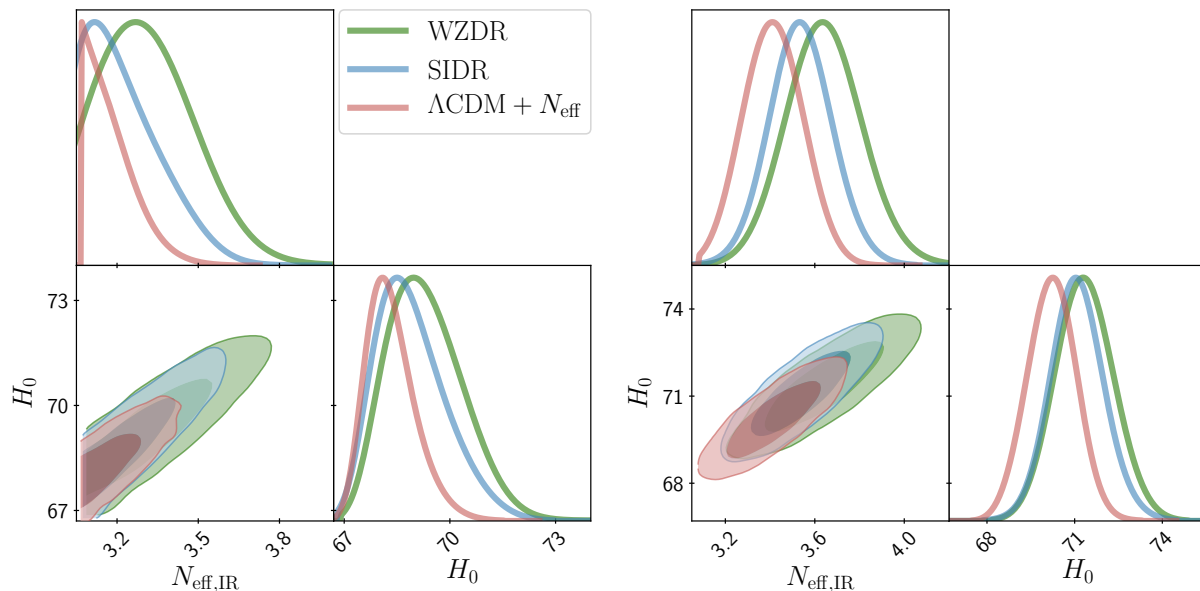 WZDR
SIDR
ΛCDM + N_eff
73
70
67
H_0
3.2 3.5 3.8
N_eff,IR
67 70 73
H_0
74
71
68
H_0
3.2 3.6 4.0
N_eff,IR
68 71 74
H_0